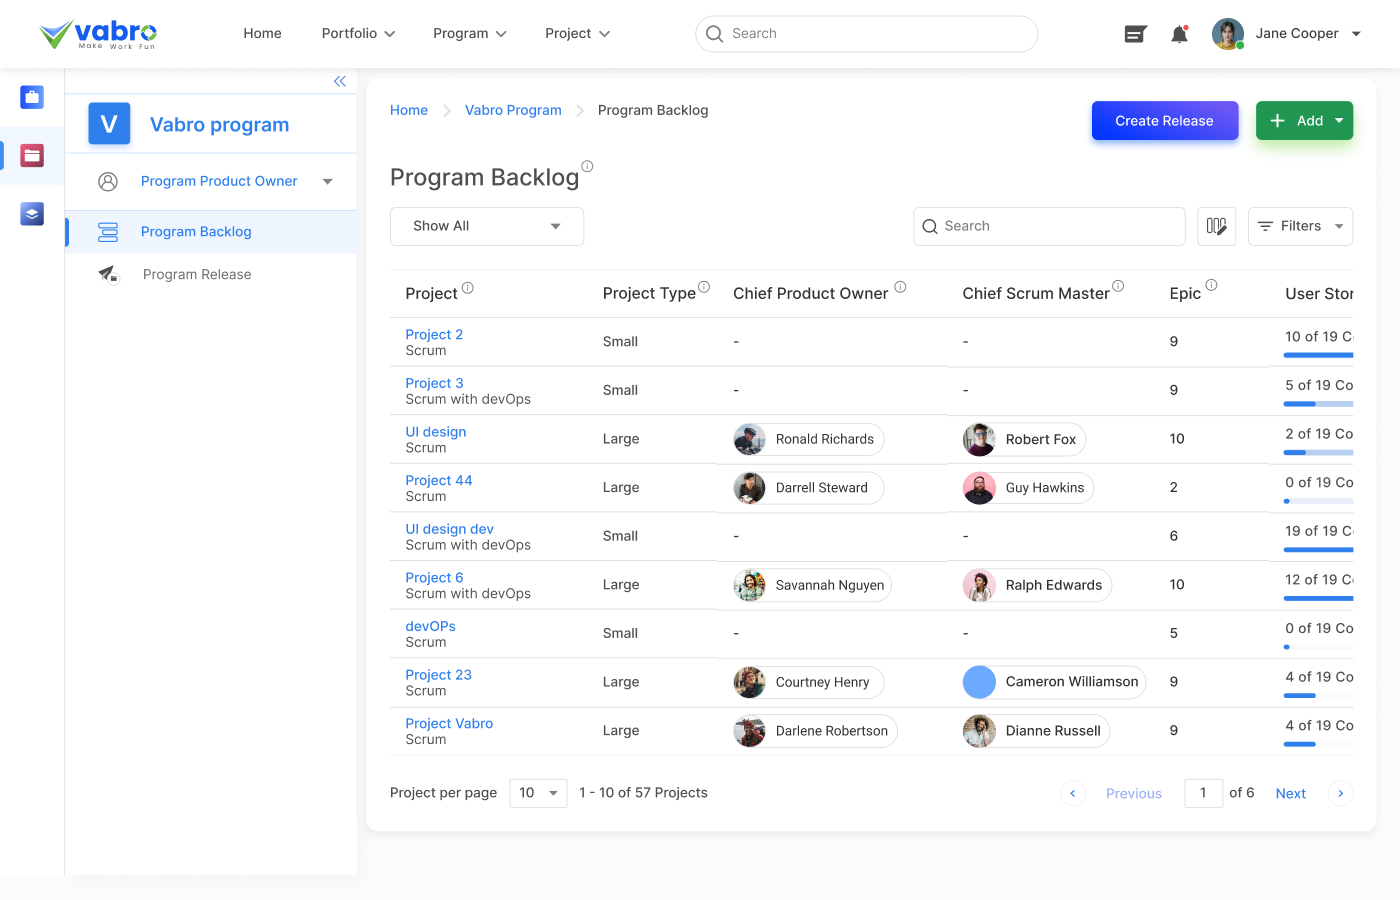 vabro
Make Work Fun
Home
Portfolio
Program
Project
Search
Jane Cooper
V
Vabro program
Program Product Owner
Program Backlog
Program Release
Home
Vabro Program
Program Backlog
Create Release
+ Add
Program Backlog
Show All
Search
Filters
Project
Project Type
Chief Product Owner
Chief Scrum Master
Epic
User Stor
Project 2
Scrum
Small
-
-
9
10 of 19 C
Project 3
Scrum with devOps
Small
-
-
9
5 of 19 Co
UI design
Scrum
Large
Ronald Richards
Robert Fox
10
2 of 19 Co
Project 44
Scrum
Large
Darrell Steward
Guy Hawkins
2
0 of 19 Co
UI design dev
Scrum with devOps
Small
-
-
6
19 of 19 C
Project 6
Scrum with devOps
Large
Savannah Nguyen
Ralph Edwards
10
12 of 19 C
devOPs
Scrum
Small
-
-
5
0 of 19 Co
Project 23
Scrum
Large
Courtney Henry
Cameron Williamson
9
4 of 19 Co
Project Vabro
Scrum
Large
Darlene Robertson
Dianne Russell
9
4 of 19 Co
Project per page
10
1 - 10 of 57 Projects
Previous
1
of 6
Next